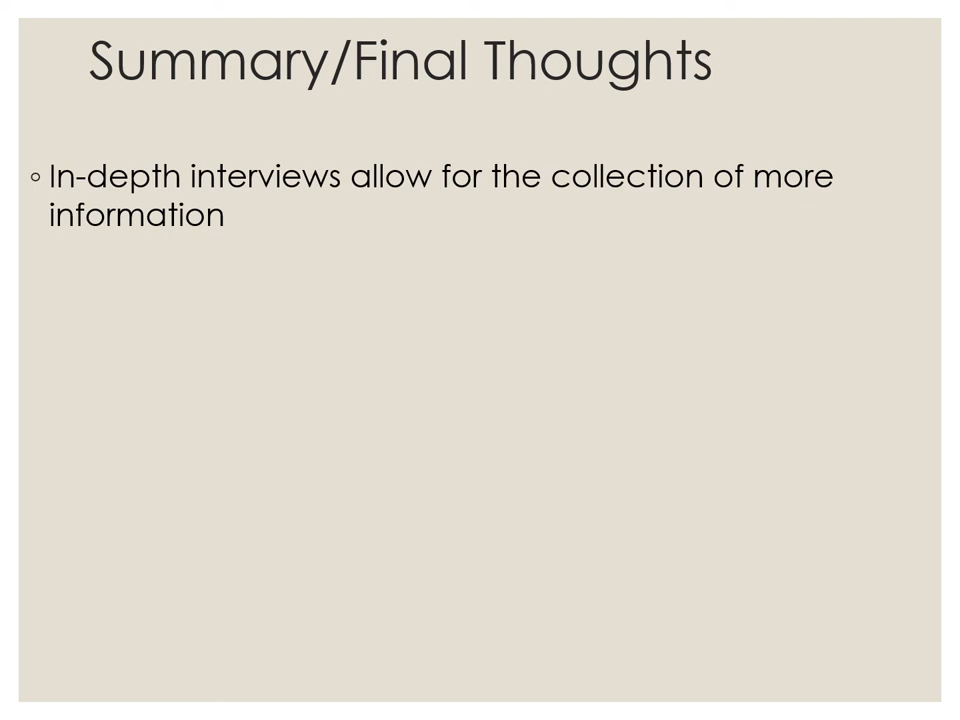 Summary/Final Thoughts
◦ In-depth interviews allow for the collection of more
information